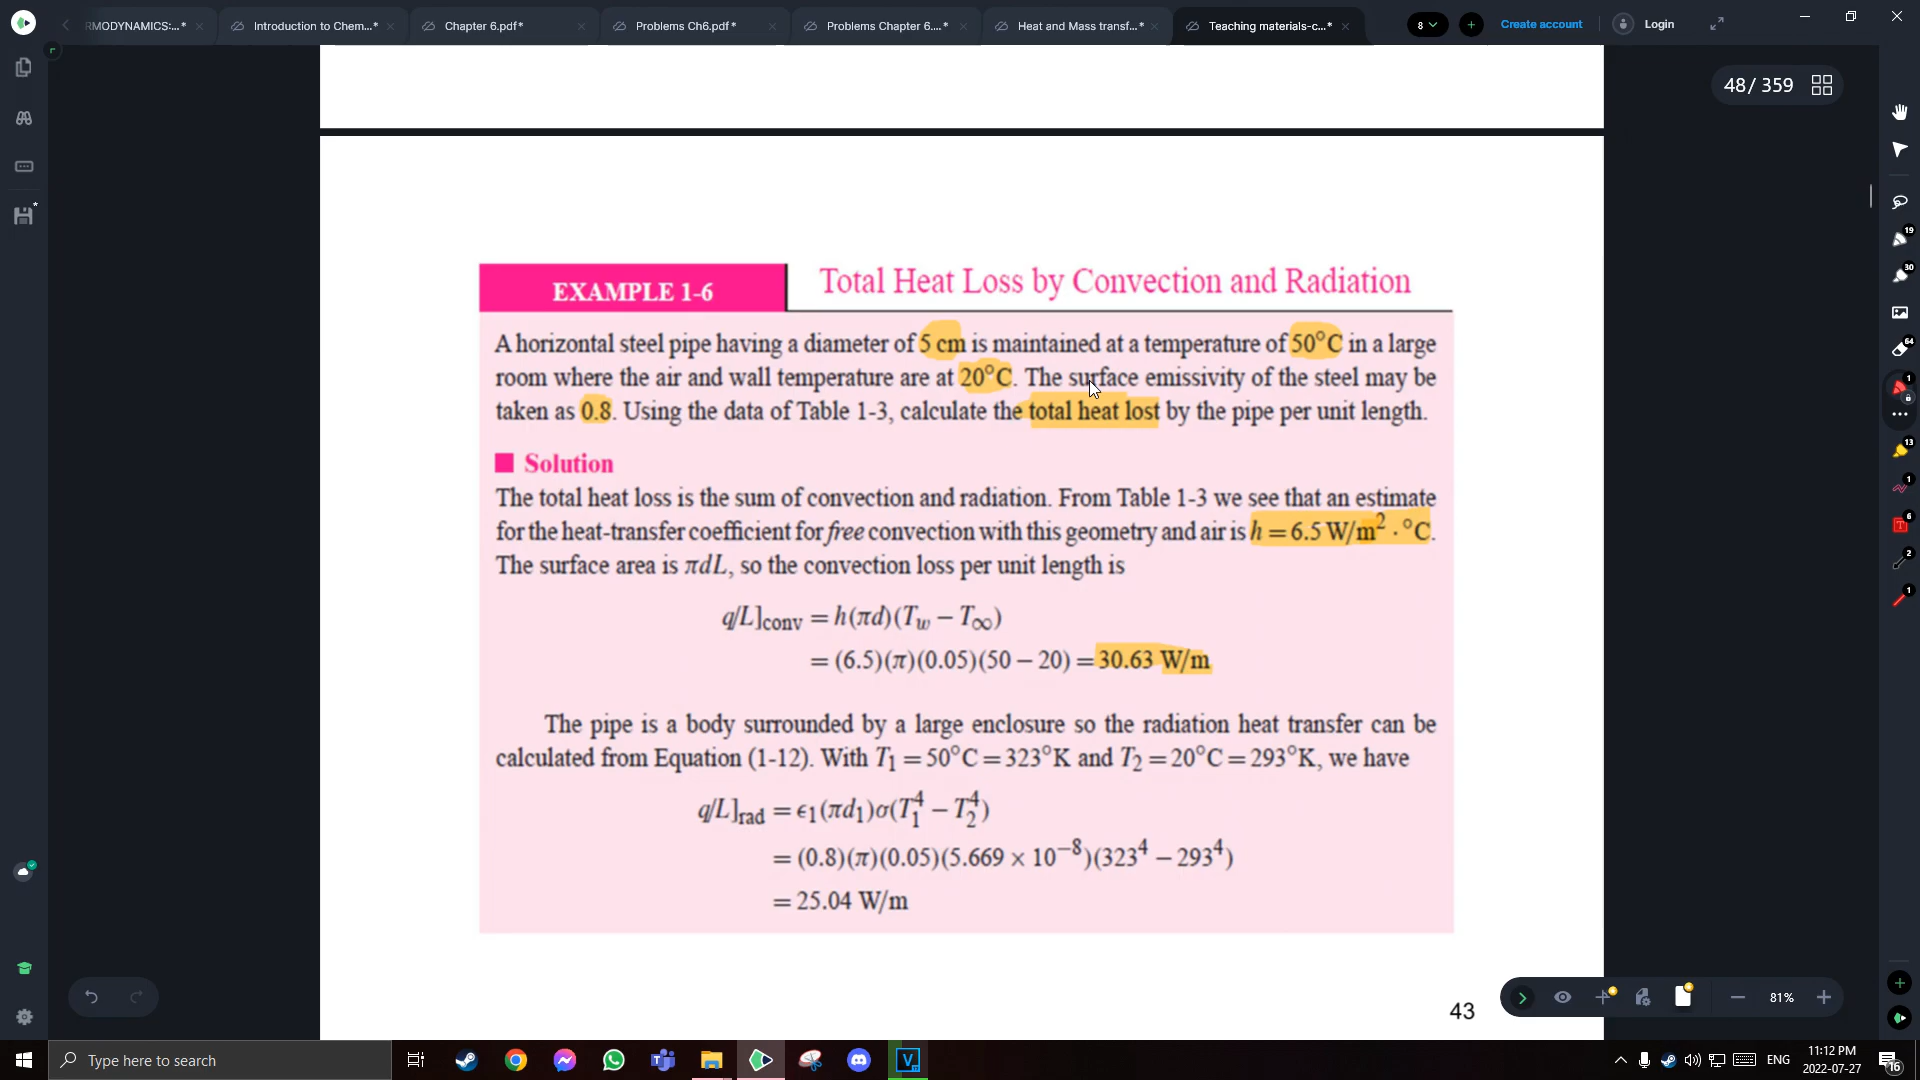 RMODYNAMICS:...*
Introduction to Chem...*
Chapter 6.pdf*
Problems Ch6.pdf*
Problems Chapter 6....*
Heat and Mass transf...*
Teaching materials-c...*
8
Create account
Login
48/ 359
EXAMPLE 1-6
Total Heat Loss by Convection and Radiation
A horizontal steel pipe having a diameter of 5 cm is maintained at a temperature of 50°C in a large
room where the air and wall temperature are at 20°C. The surface emissivity of the steel may be
taken as 0.8. Using the data of Table 1-3, calculate the total heat lost by the pipe per unit length.
■ Solution
The total heat loss is the sum of convection and radiation. From Table 1-3 we see that an estimate
for the heat-transfer coefficient for free convection with this geometry and air is h = 6.5 W/m² · °C.
The surface area is πdL, so the convection loss per unit length is
q/L]conv = h(πd)(Tw − T∞)
= (6.5)(π)(0.05)(50 − 20) = 30.63 W/m
The pipe is a body surrounded by a large enclosure so the radiation heat transfer can be
calculated from Equation (1-12). With T₁ = 50°C = 323°K and T₂ = 20°C = 293°K, we have
q/L]rad = ϵ₁(πd₁)σ(T₁⁴ − T₂⁴)
= (0.8)(π)(0.05)(5.669 × 10⁻⁸)(323⁴ − 293⁴)
= 25.04 W/m
43
19
30
64
1
13
1
6
2
1
81%
Type here to search
ENG
11:12 PM
2022-07-27
16